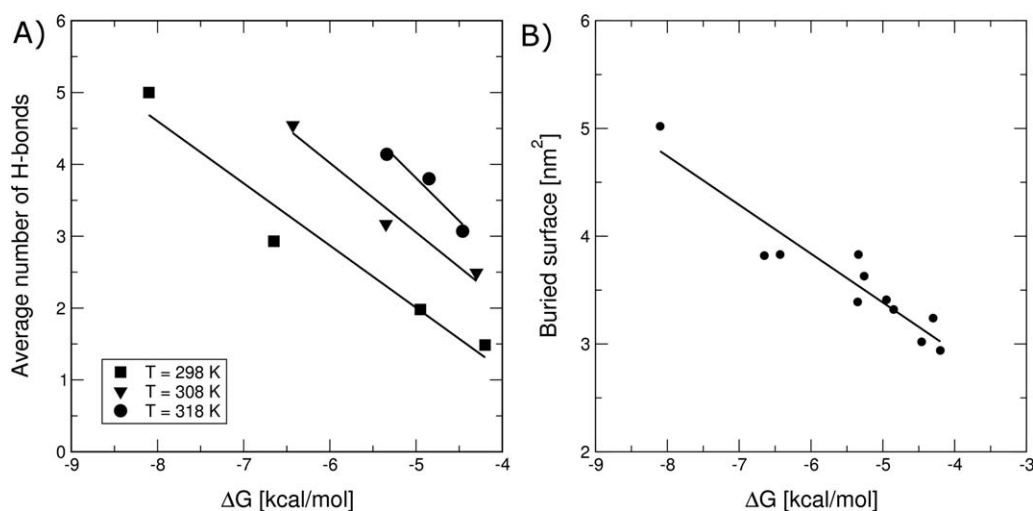 A)
6
5
4
3
2
1
0
-9
-8
-7
-6
-5
-4
Average number of H-bonds
ΔG [kcal/mol]
T = 298 K
T = 308 K
T = 318 K
B)
6
5
4
3
2
-9
-8
-7
-6
-5
-4
-3
Buried surface [nm²]
ΔG [kcal/mol]